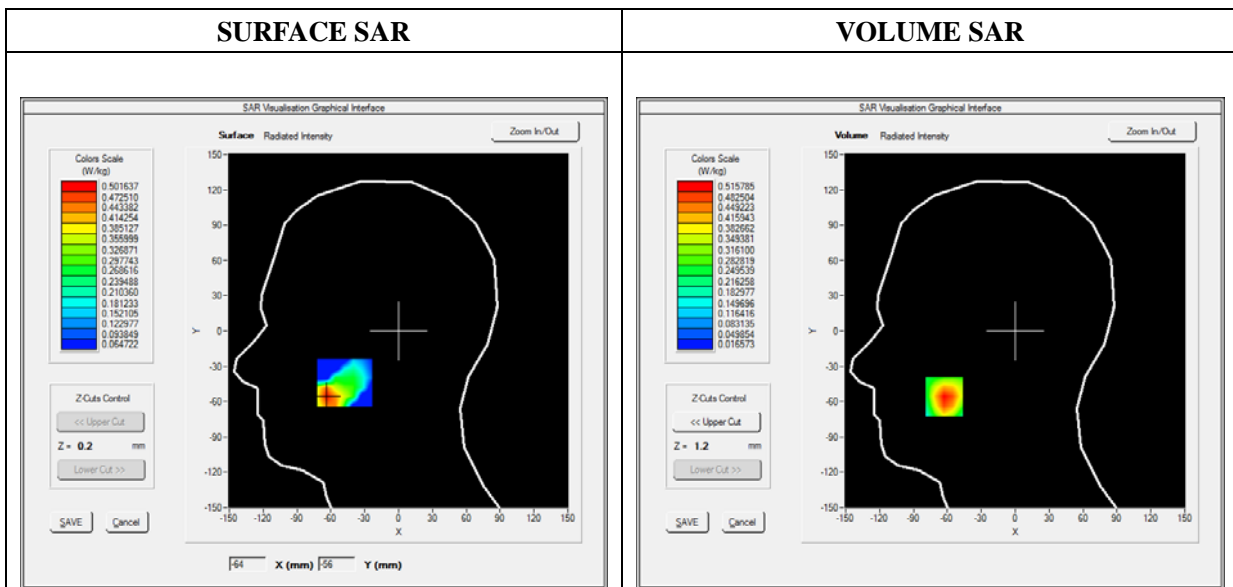 SURFACE SAR
VOLUME SAR
SAR Visualisation Graphical Interface
Surface Radiated Intensity
Zoom In/Out
Colors Scale
(W/kg)
0.501637
0.472510
0.443382
0.414254
0.385127
0.355999
0.326871
0.297743
0.268616
0.239488
0.210360
0.181233
0.152105
0.122977
0.093849
0.064722
Z-Cuts Control
<< Upper Cut
Z = 0.2 mm
Lower Cut >>
SAVE Cancel
150
120
90
60
30
0
-30
-60
-90
-120
-150
Y
-150 -120 -90 -60 -30 0 30 60 90 120 150
X
-64 X (mm) -56 Y (mm)
SAR Visualisation Graphical Interface
Volume Radiated Intensity
Zoom In/Out
Colors Scale
(W/kg)
0.515785
0.482504
0.449223
0.415943
0.382662
0.349381
0.316100
0.282819
0.249539
0.216258
0.182977
0.149696
0.116416
0.083135
0.049854
0.016573
Z-Cuts Control
<< Upper Cut
Z = 1.2 mm
Lower Cut >>
SAVE Cancel
150
120
90
60
30
0
-30
-60
-90
-120
-150
Y
-150 -120 -90 -60 -30 0 30 60 90 120 150
X